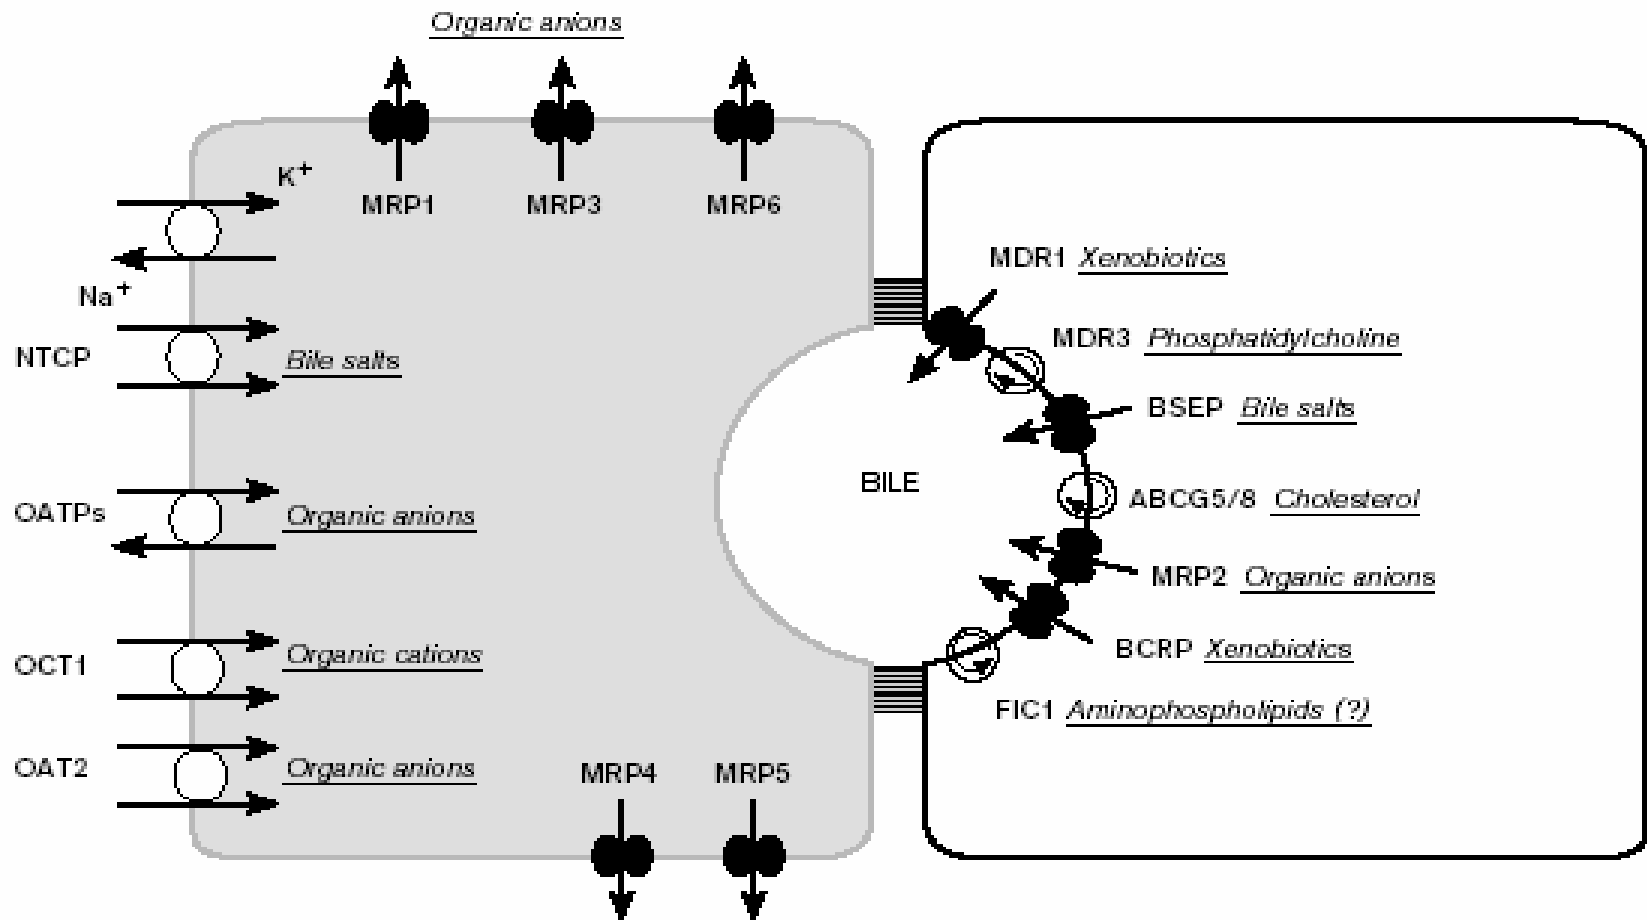 Organic anions
K+
MRP1 MRP3 MRP6
Na+
NTCP Bile salts
OATPs Organic anions
OCT1 Organic cations
OAT2 Organic anions
MRP4 MRP5
BILE
MDR1 Xenobiotics
MDR3 Phosphatidylcholine
BSEP Bile salts
ABCG5/8 Cholesterol
MRP2 Organic anions
BCRP Xenobiotics
FIC1 Aminophospholipids (?)